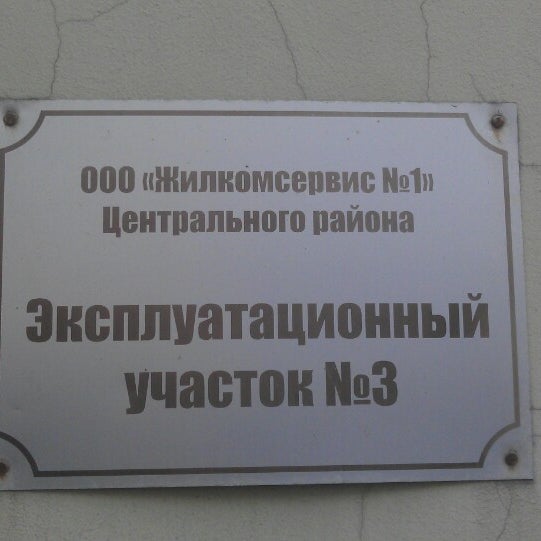 ООО «Жилкомсервис №1»
Центрального района
Эксплуатационный
участок №3